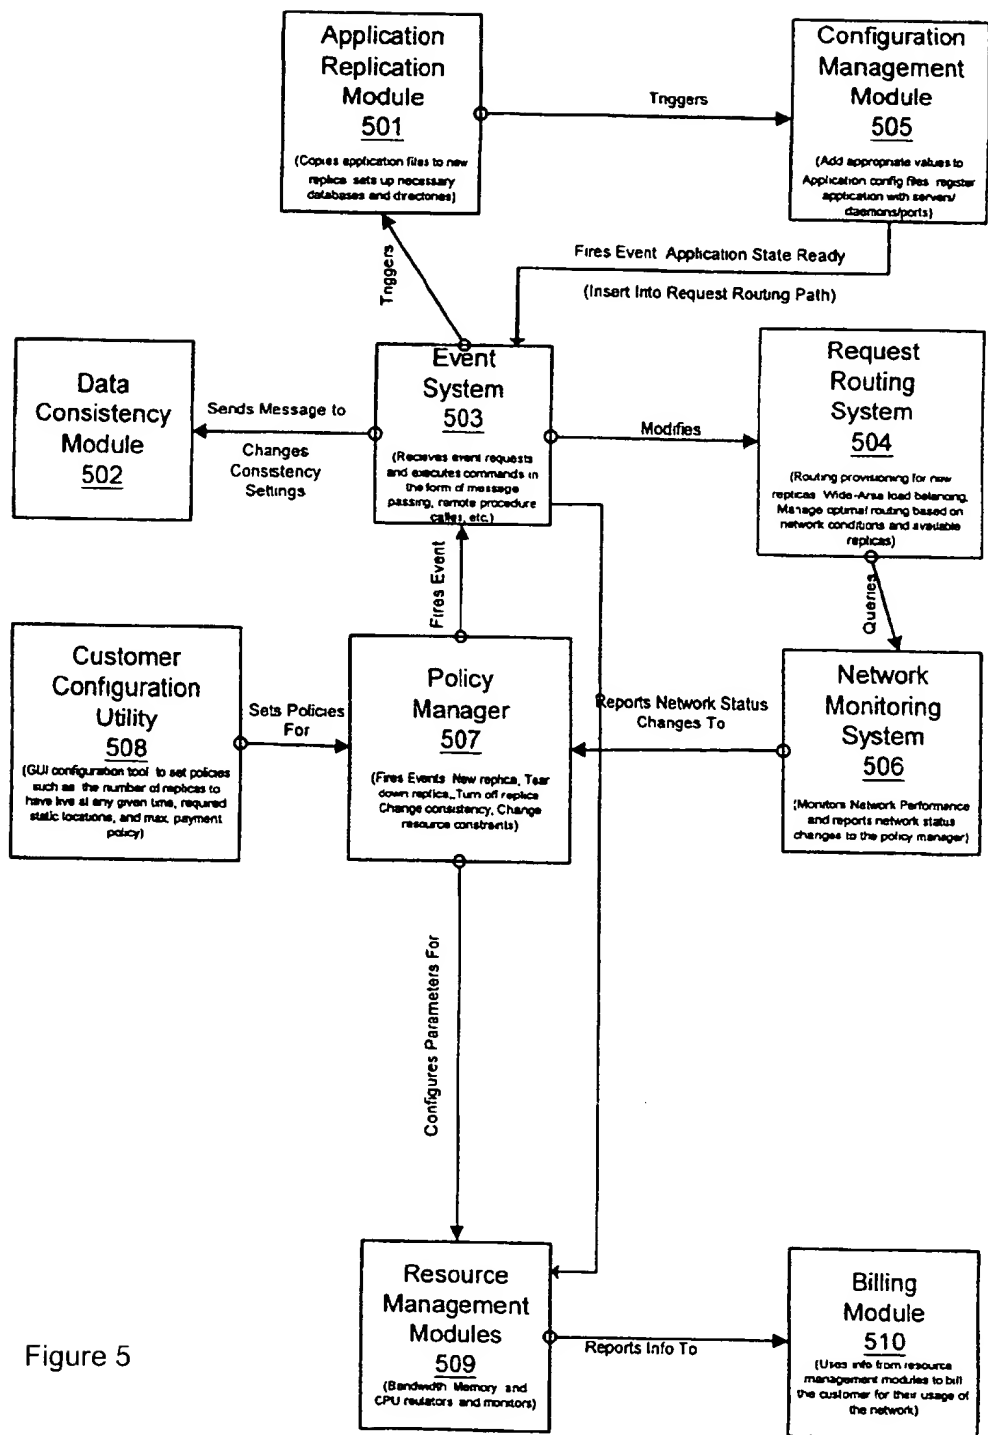 Application
Replication
Module
501
(Copies application files to new
replica sets up necessary
databases and directories)
Triggers
Configuration
Management
Module
505
(Add appropriate values to
Application config files register
application with servers/
daemons/ports)
Triggers
Fires Event Application State Ready
(Insert Into Request Routing Path)
Data
Consistency
Module
502
Sends Message to
Changes
Consistency
Settings
Event
System
503
(Recieves event requests
and executes commands in
the form of message
passing, remote procedure
calles, etc.)
Modifies
Request
Routing
System
504
(Routing provisioning for new
replicas Wide-Area load balancing,
Manage optimal routing based on
network conditions and available
replicas)
Fires Event
Queries
Customer
Configuration
Utility
508
(GUI configuration tool to set policies
such as the number of replicas to
have live at any given time, required
static locations, and max. payment
policy)
Sets Policies
For
Policy
Manager
507
(Fires Events New replica, Tear
down replica, Turn off replica
Change consistency, Change
resource constraints)
Reports Network Status
Changes To
Network
Monitoring
System
506
(Monitors Network Performance
and reports network status
changes to the policy manager)
Configures Parameters For
Resource
Management
Modules
509
(Bandwidth Memory and
CPU reulators and monitors)
Reports Info To
Billing
Module
510
(Uses info from resource
management modules to bill
the customer for their usage of
the network)
Figure 5